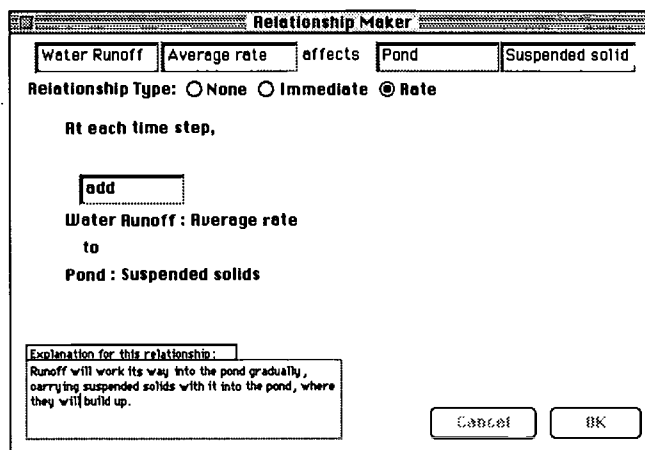 Relationship Maker
Water Runoff Average rate affects Pond Suspended solid
Relationship Type: None Immediate Rate
At each time step,
add
Water Runoff : Average rate
to
Pond : Suspended solids
Explanation for this relationship:
Runoff will work its way into the pond gradually,
carrying suspended solids with it into the pond, where
they will build up.
Cancel OK